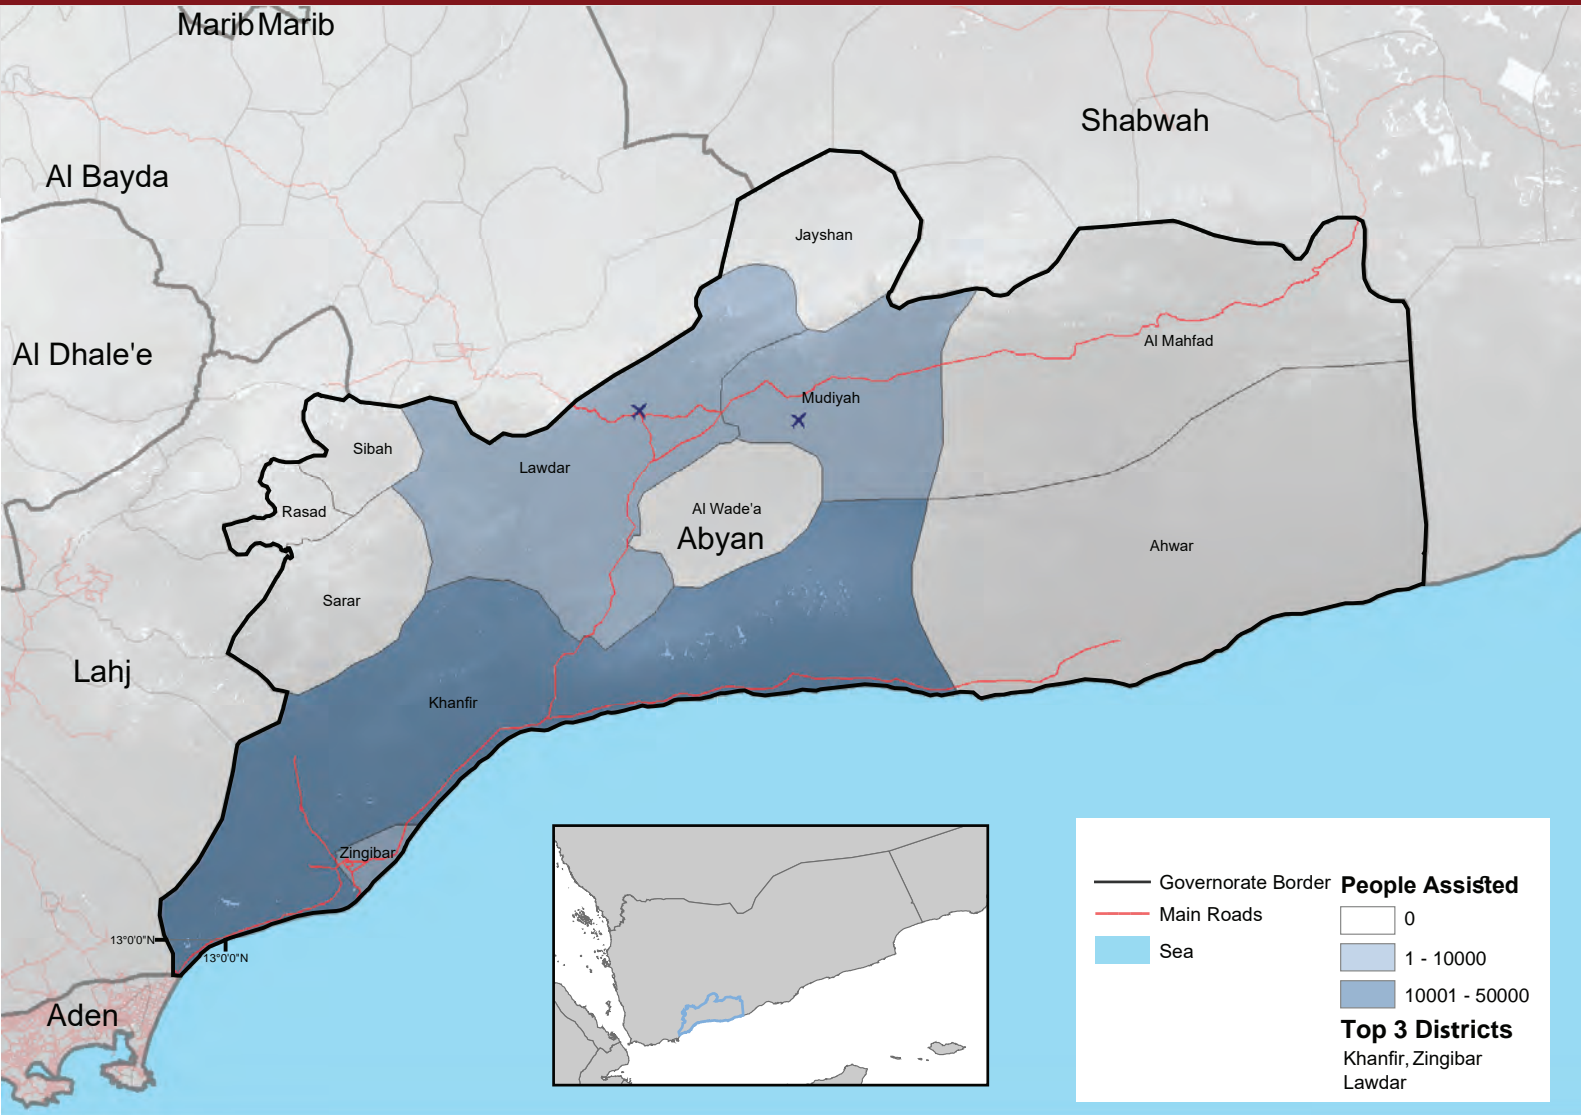 Marib Marib
Shabwah
Al Bayda
Jayshan
Al Mahfad
Al Dhale'e
Mudiyah
Sibah
Lawdar
Rasad
Al Wade'a
Abyan
Ahwar
Sarar
Lahj
Khanfir
Zingibar
13°0'0"N
13°0'0"N
Aden
Governorate Border
Main Roads
Sea
People Assisted
0
1 - 10000
10001 - 50000
Top 3 Districts
Khanfir, Zingibar
Lawdar